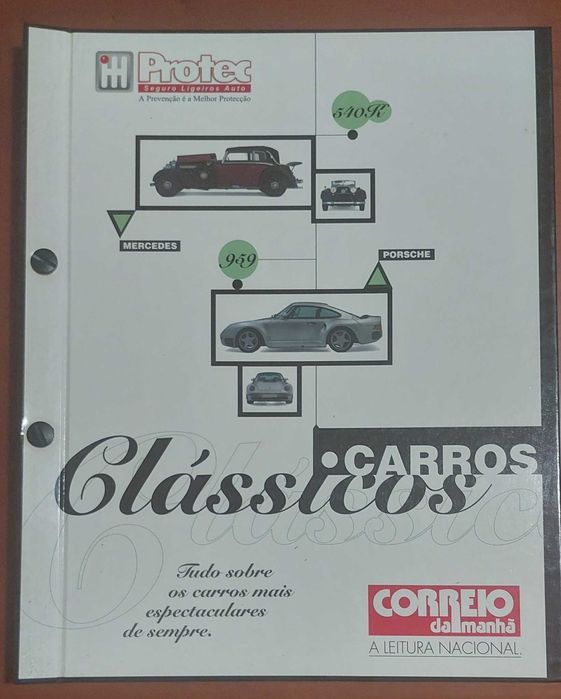 Protec
Seguro Ligeiros Auto
A Prevenção é a Melhor Protecção
540K
MERCEDES
959
PORSCHE
•CARROS
Clássicos
Clássic
Tudo sobre
os carros mais
espectaculares
de sempre.
CORREIO
da manhã
A LEITURA NACIONAL.